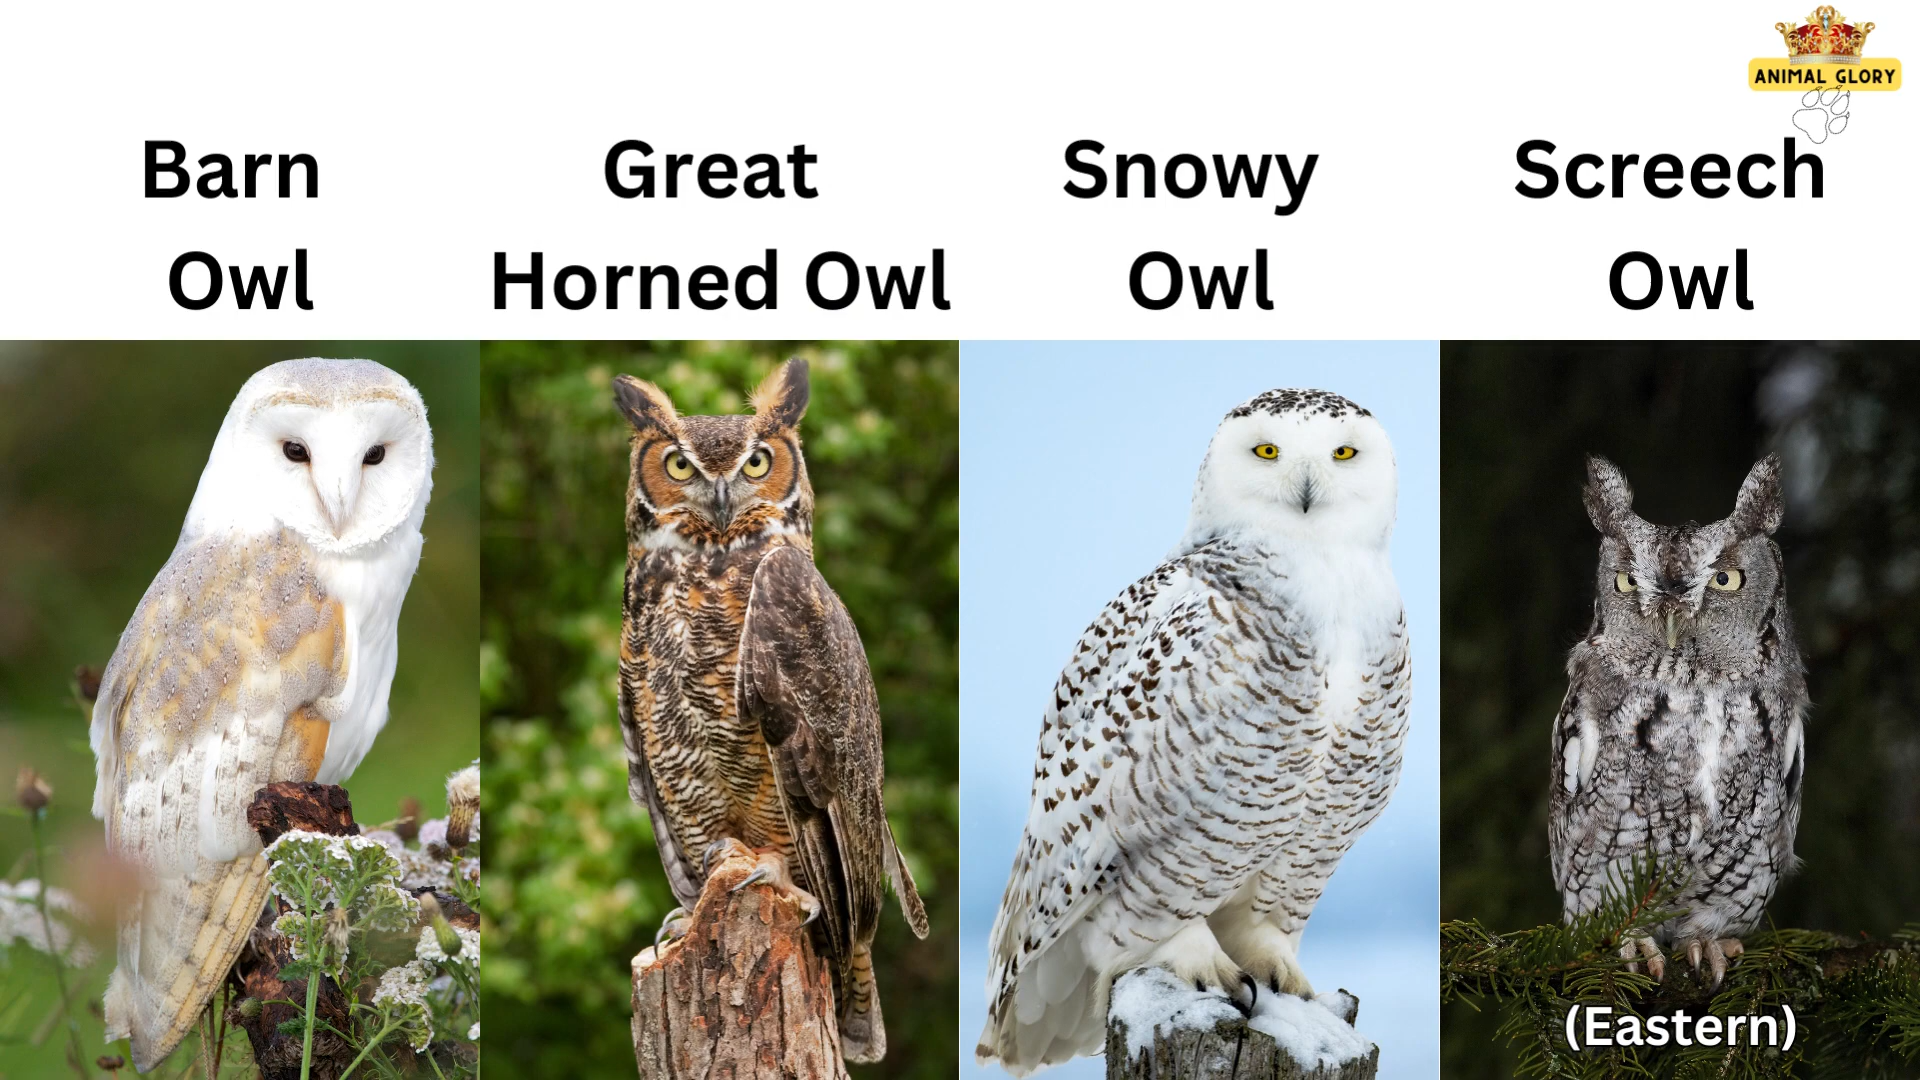 ANIMAL GLORY
Barn
Owl
Great
Horned Owl
Snowy
Owl
Screech
Owl
(Eastern)